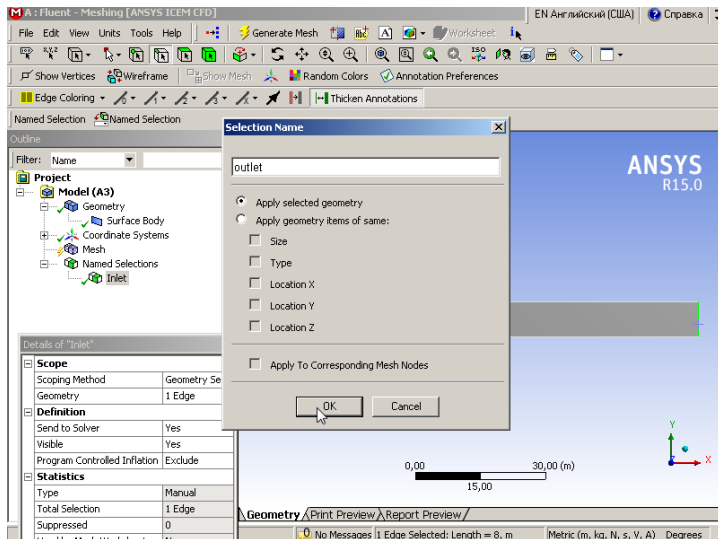 A : Fluent - Meshing [ANSYS ICEM CFD]
EN Английский (США) Справка
File Edit View Units Tools Help Generate Mesh Worksheet
Show Vertices Wireframe Show Mesh Random Colors Annotation Preferences
Edge Coloring Thicken Annotations
Named Selection Named Selection
Outline
Filter: Name
Project
Model (A3)
Geometry
Surface Body
Coordinate Systems
Mesh
Named Selections
Inlet
Selection Name
outlet
Apply selected geometry
Apply geometry items of same:
Size
Type
Location X
Location Y
Location Z
Apply To Corresponding Mesh Nodes
OK Cancel
ANSYS
R15.0
Details of "Inlet"
Scope
Scoping Method Geometry Se
Geometry 1 Edge
Definition
Send to Solver Yes
Visible Yes
Program Controlled Inflation Exclude
Statistics
Type Manual
Total Selection 1 Edge
Suppressed 0
0,00 30,00 (m)
15,00
Y
X
Geometry Print Preview Report Preview
No Messages 1 Edge Selected: Length = 8, m Metric (m, kg, N, s, V, A) Degrees